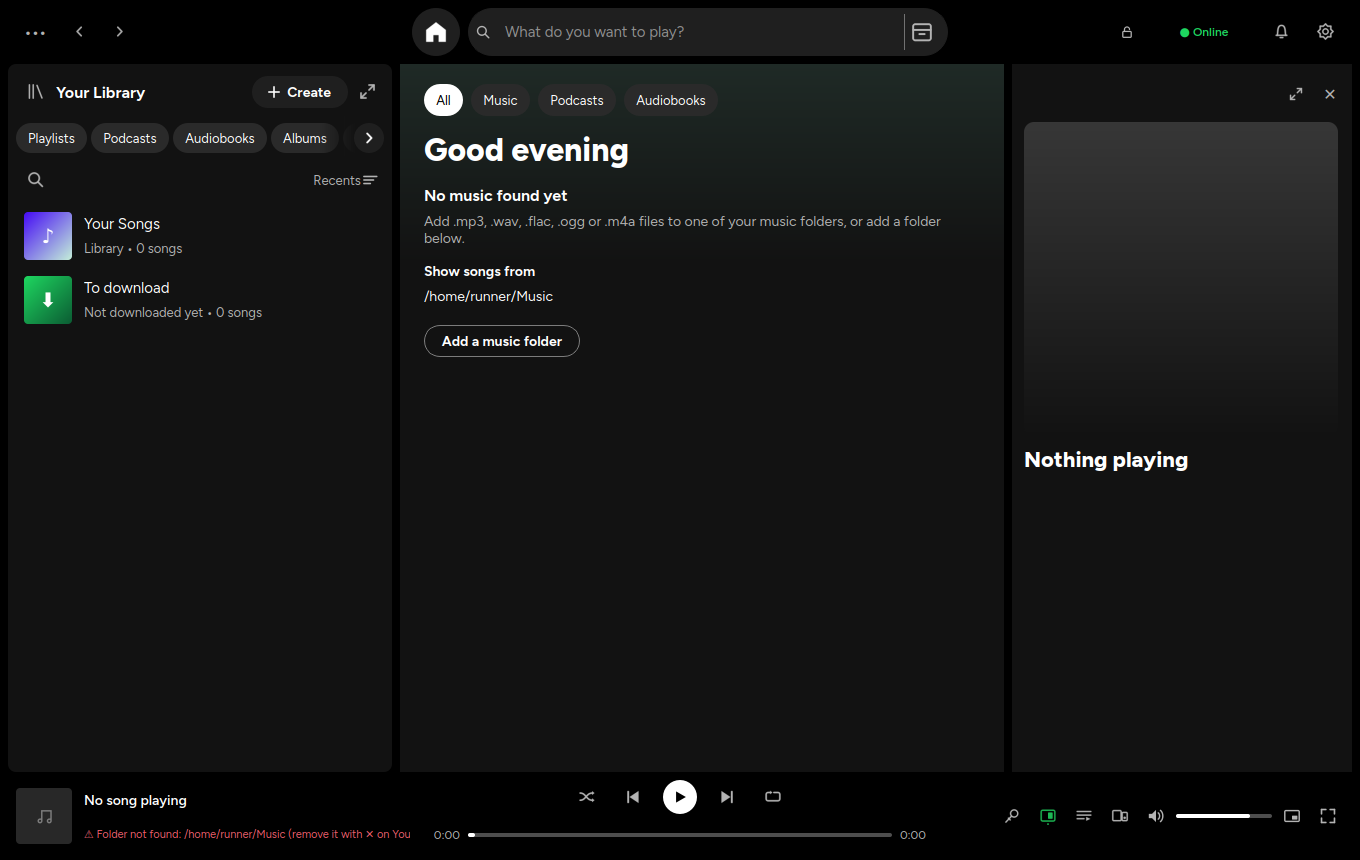 What do you want to play?
Online
Your Library
Create
Playlists
Podcasts
Audiobooks
Albums
Recents
Your Songs
Library • 0 songs
To download
Not downloaded yet • 0 songs
All
Music
Podcasts
Audiobooks
Good evening
No music found yet
Add .mp3, .wav, .flac, .ogg or .m4a files to one of your music folders, or add a folder
below.
Show songs from
/home/runner/Music
Add a music folder
Nothing playing
No song playing
⚠ Folder not found: /home/runner/Music (remove it with ✕ on You
0:00
0:00